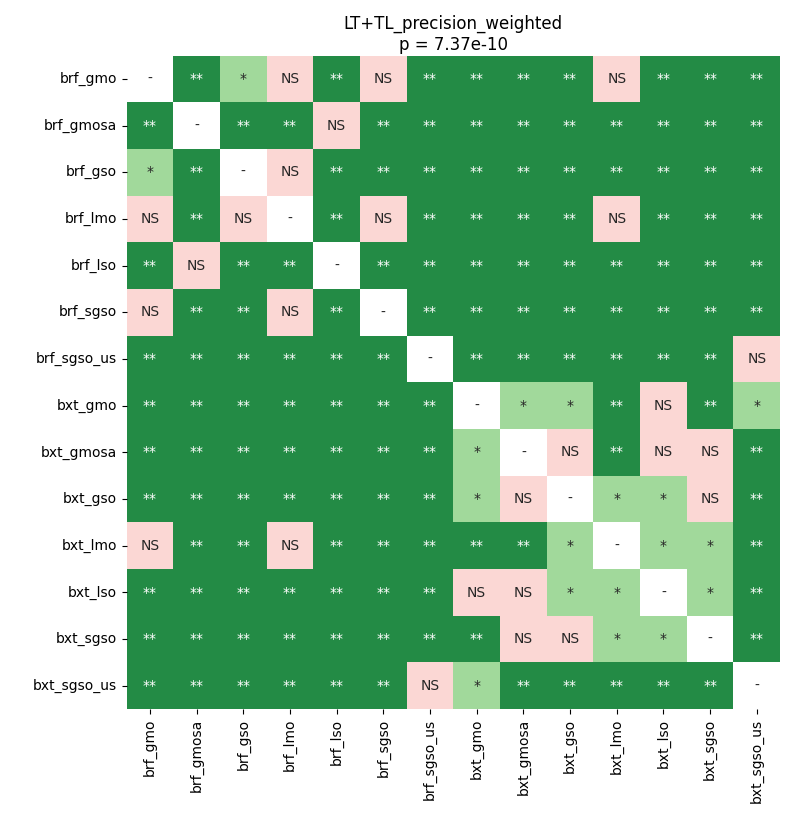 LT+TL_precision_weighted
p = 7.37e-10
brf_gmo - ** * NS ** NS ** ** ** ** NS ** ** **
brf_gmosa ** - ** ** NS ** ** ** ** ** ** ** ** **
brf_gso * ** - NS ** ** ** ** ** ** ** ** ** **
brf_lmo NS ** NS - ** NS ** ** ** ** NS ** ** **
brf_lso ** NS ** ** - ** ** ** ** ** ** ** ** **
brf_sgso NS ** ** NS ** - ** ** ** ** ** ** ** **
brf_sgso_us ** ** ** ** ** ** - ** ** ** ** ** ** NS
bxt_gmo ** ** ** ** ** ** ** - * * ** NS ** *
bxt_gmosa ** ** ** ** ** ** ** * - NS ** NS NS **
bxt_gso ** ** ** ** ** ** ** * NS - * * NS **
bxt_lmo NS ** ** NS ** ** ** ** ** * - * * **
bxt_lso ** ** ** ** ** ** ** NS NS * * - * **
bxt_sgso ** ** ** ** ** ** ** ** NS NS * * - **
bxt_sgso_us ** ** ** ** ** ** NS * ** ** ** ** ** -
brf_gmo brf_gmosa brf_gso brf_lmo brf_lso brf_sgso brf_sgso_us bxt_gmo bxt_gmosa bxt_gso bxt_lmo bxt_lso bxt_sgso bxt_sgso_us